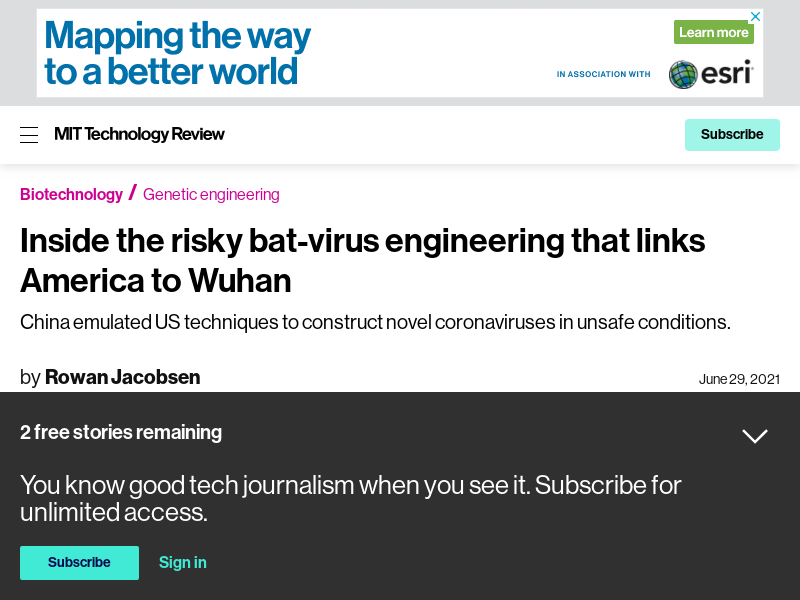 Mapping the way
to a better world
Learn more
IN ASSOCIATION WITH
esri
MIT Technology Review
Subscribe
Biotechnology / Genetic engineering
Inside the risky bat-virus engineering that links
America to Wuhan
China emulated US techniques to construct novel coronaviruses in unsafe conditions.
by Rowan Jacobsen
June 29, 2021
2 free stories remaining
You know good tech journalism when you see it. Subscribe for
unlimited access.
Subscribe
Sign in